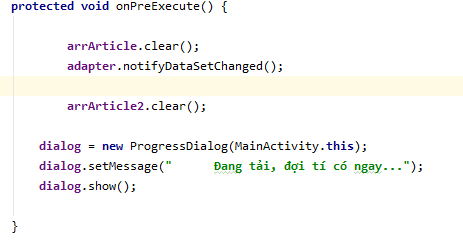 protected void onPreExecute() {
arrArticle.clear();
adapter.notifyDataSetChanged();
arrArticle2.clear();
dialog = new ProgressDialog(MainActivity.this);
dialog.setMessage("      Đang tải, đợi tí có ngay...");
dialog.show();
}